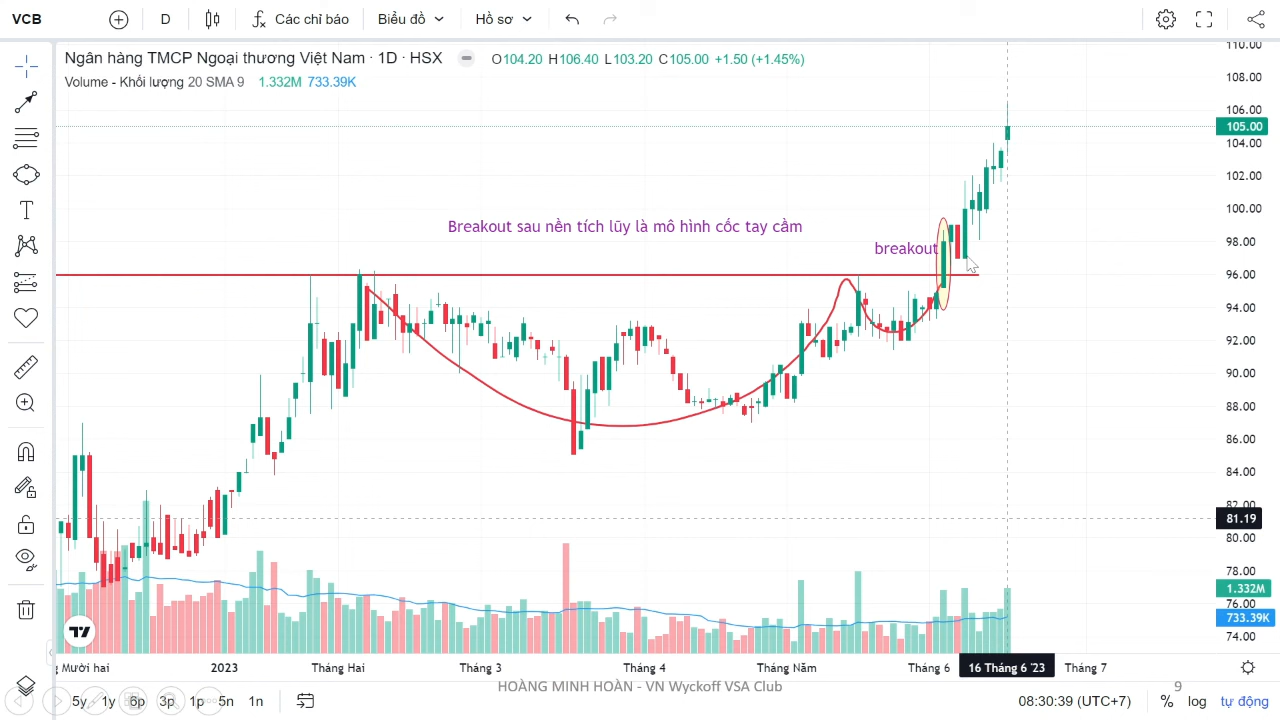 VCB
D
Các chỉ báo
Biểu đồ
Hồ sơ
Ngân hàng TMCP Ngoại thương Việt Nam · 1D · HSX
O104.20 H106.40 L103.20 C105.00 +1.50 (+1.45%)
Volume - Khối lượng 20 SMA 9 1.332M 733.39K
110.00
108.00
106.00
105.00
104.00
102.00
100.00
98.00
96.00
94.00
92.00
90.00
88.00
86.00
84.00
82.00
81.19
80.00
78.00
1.332M
76.00
733.39K
74.00
Breakout sau nền tích lũy là mô hình cốc tay cầm
breakout
Mười hai
2023
Tháng Hai
Tháng 3
Tháng 4
Tháng Năm
Tháng 6
16 Tháng 6 '23
Tháng 7
HOÀNG MINH HOÀN - VN Wyckoff VSA Club
9
5y 1y 6p 3p 1p 5n 1n
08:30:39 (UTC+7)
% log tự động